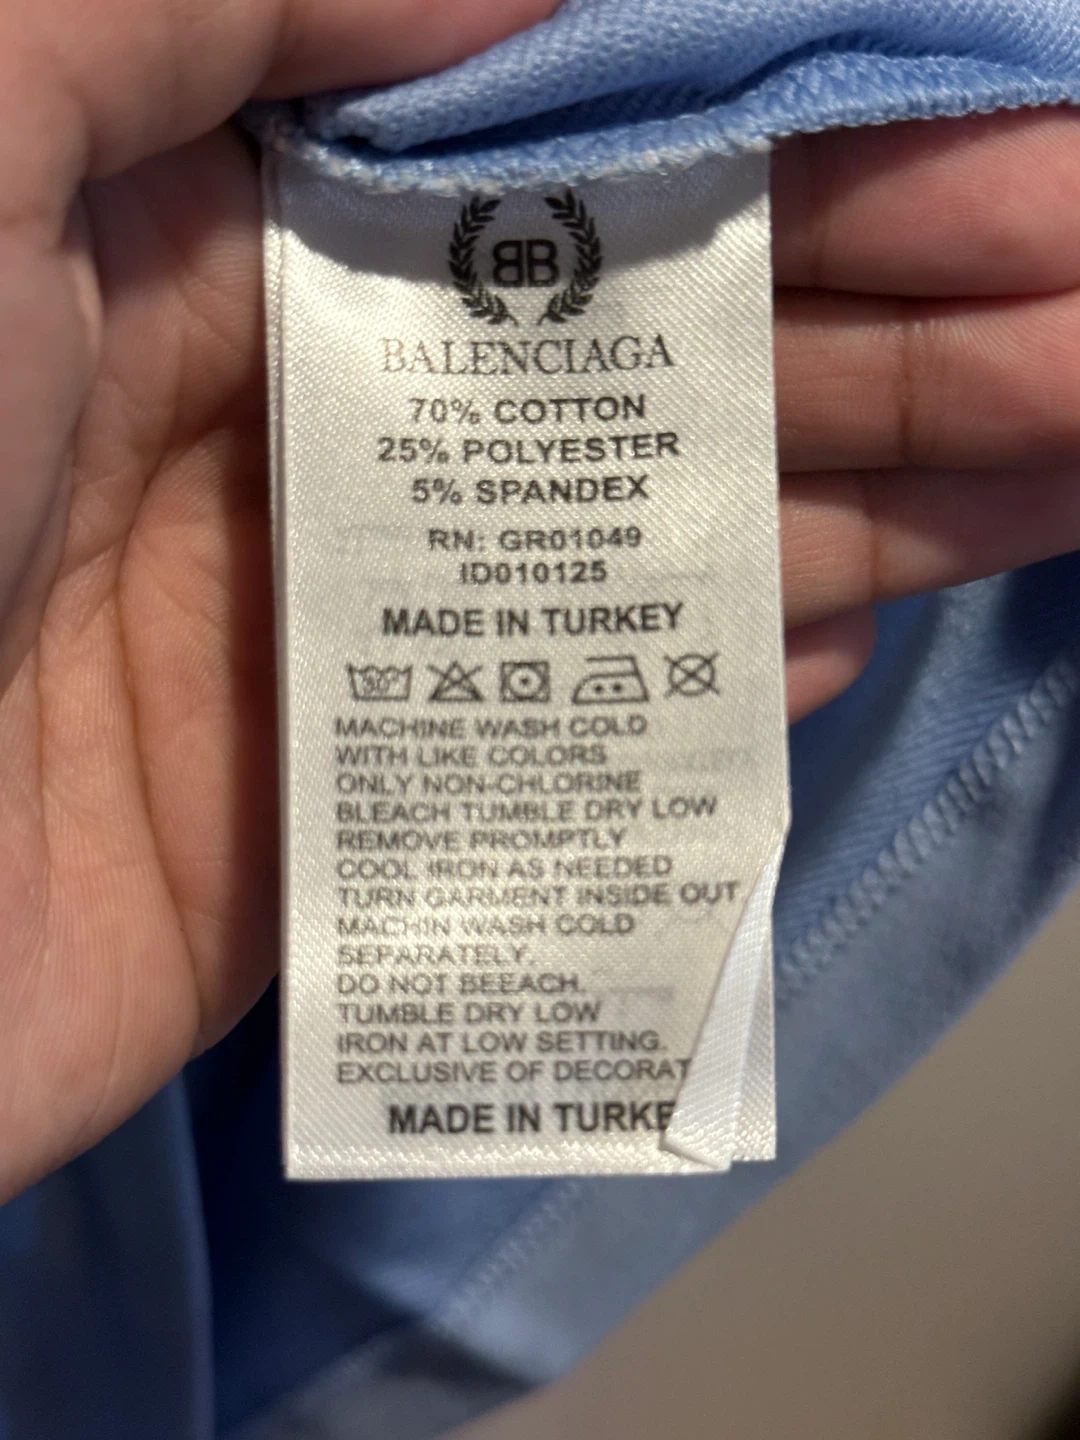 BB
BALENCIAGA
70% COTTON
25% POLYESTER
5% SPANDEX
RN: GR01049
ID010125
MADE IN TURKEY
30°
MACHINE WASH COLD
WITH LIKE COLORS
ONLY NON-CHLORINE
BLEACH TUMBLE DRY LOW
REMOVE PROMPTLY
COOL IRON AS NEEDED
TURN GARMENT INSIDE OUT
MACHIN WASH COLD
SEPARATELY.
DO NOT BEEACH.
TUMBLE DRY LOW
IRON AT LOW SETTING.
EXCLUSIVE OF DECORAT
MADE IN TURKE